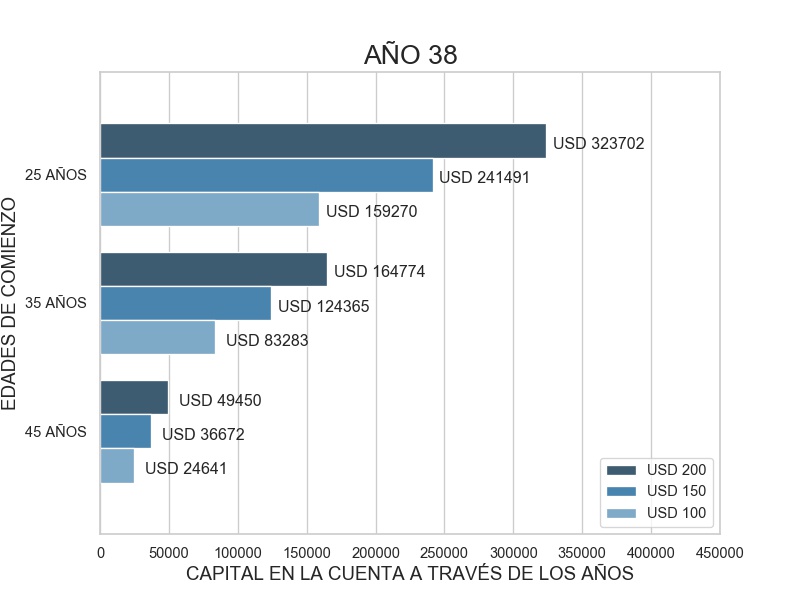 AÑO 38
EDADES DE COMIENZO
25 AÑOS
USD 323702
USD 241491
USD 159270
35 AÑOS
USD 164774
USD 124365
USD 83283
45 AÑOS
USD 49450
USD 36672
USD 24641
USD 200
USD 150
USD 100
0 50000 100000 150000 200000 250000 300000 350000 400000 450000
CAPITAL EN LA CUENTA A TRAVÉS DE LOS AÑOS